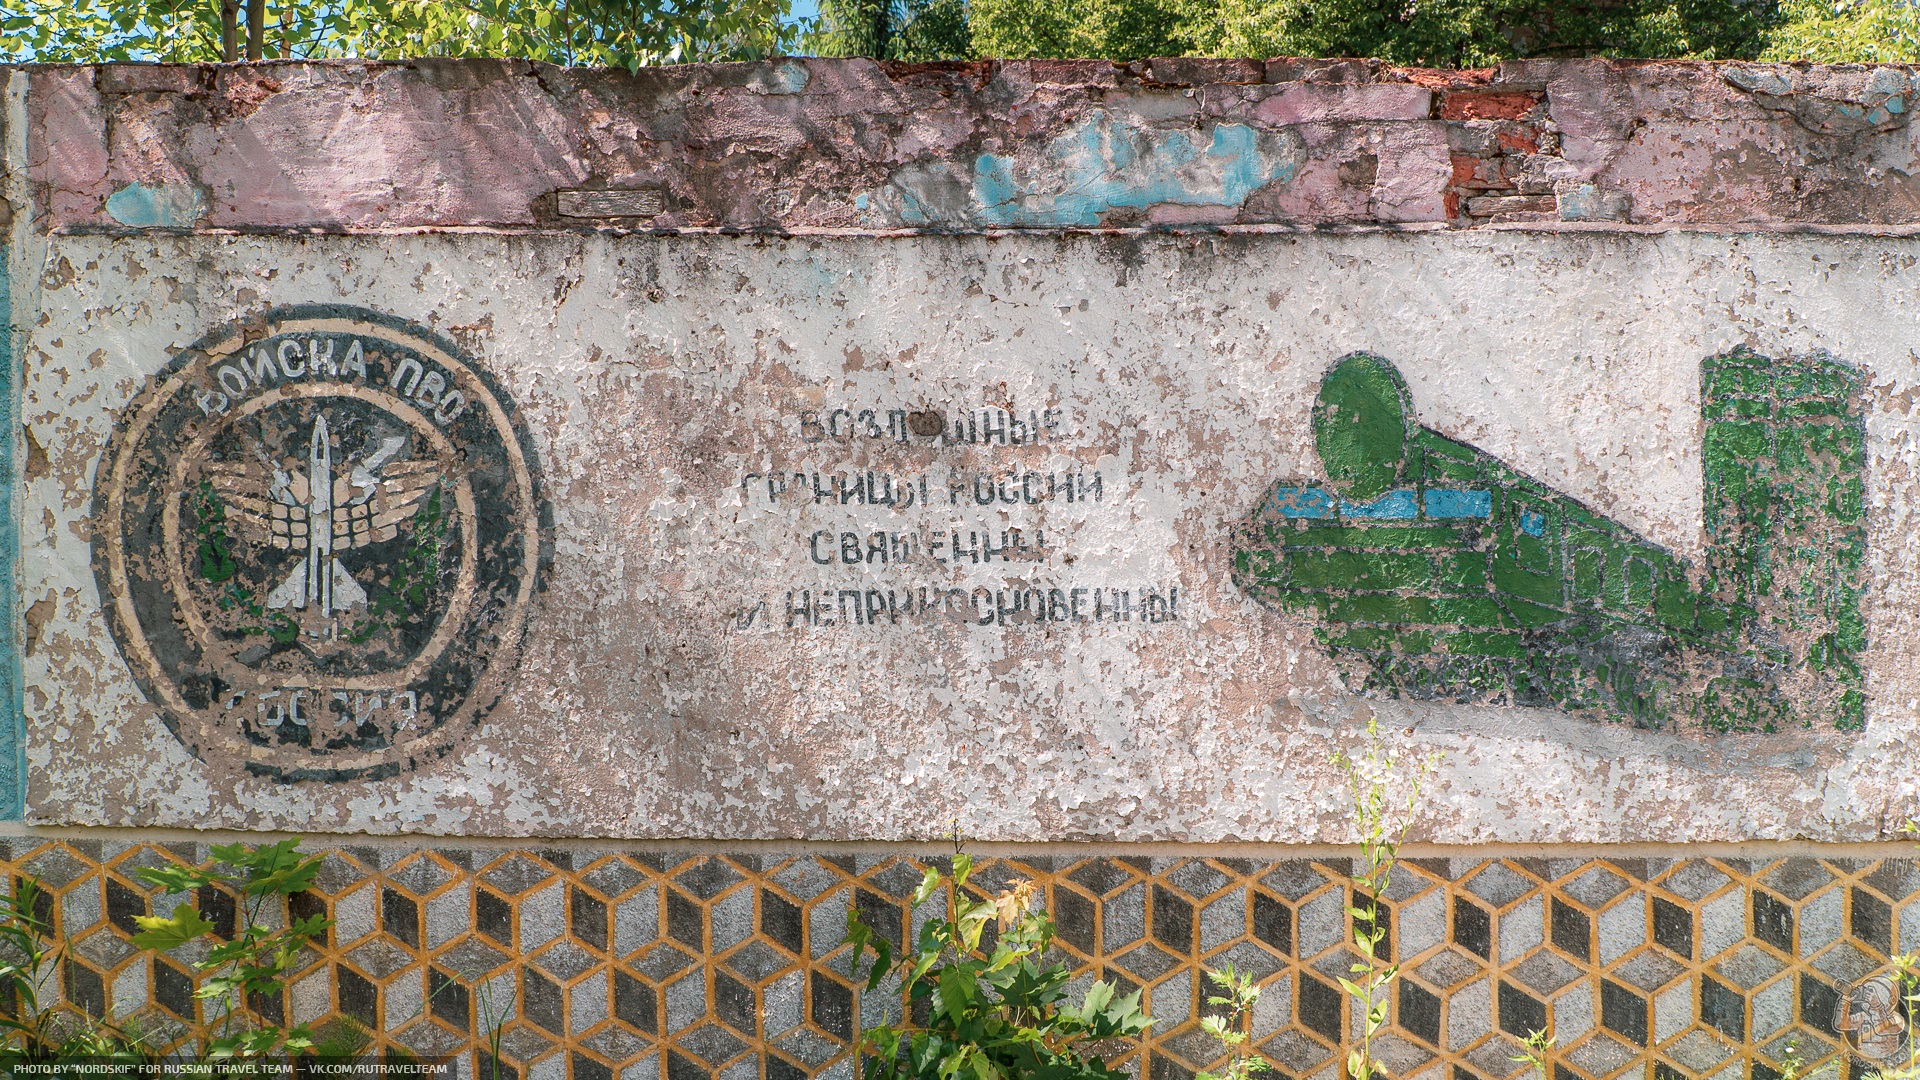 ВОЙСКА ПВО
РОССИЯ
ВОЗДУШНЫЕ
ГРАНИЦЫ РОССИИ
СВЯЩЕННЫ
И НЕПРИКОСНОВЕННЫ
PHOTO BY "NORDSKIF" FOR RUSSIAN TRAVEL TEAM — VK.COM/RUTRAVELTEAM